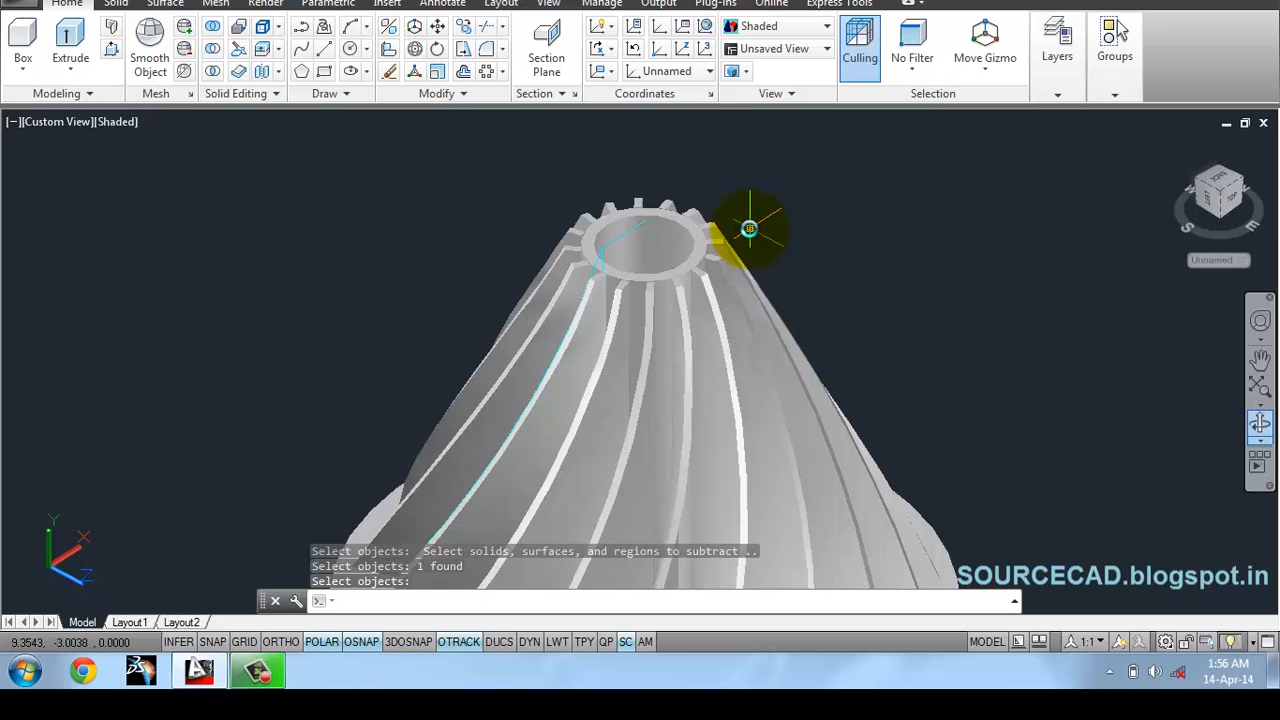 Home Solid Surface Mesh Render Parametric Insert Annotate Layout View Manage Output Plug-ins Online Express Tools
Box Extrude Smooth Object Section Plane Shaded Unsaved View Unnamed Culling No Filter Move Gizmo Layers Groups
Modeling Mesh Solid Editing Draw Modify Section Coordinates View Selection
[−][Custom View][Shaded]
TOP
E
Unnamed
Y
X
Z
Select objects: _Select solids, surfaces, and regions to subtract ..
Select objects: 1 found
Select objects:
SOURCECAD.blogspot.in
Model Layout1 Layout2
9.3543, -3.0038, 0.0000 INFER SNAP GRID ORTHO POLAR OSNAP 3DOSNAP OTRACK DUCS DYN LWT TPY QP SC AM MODEL 1:1
1:56 AM
14-Apr-14